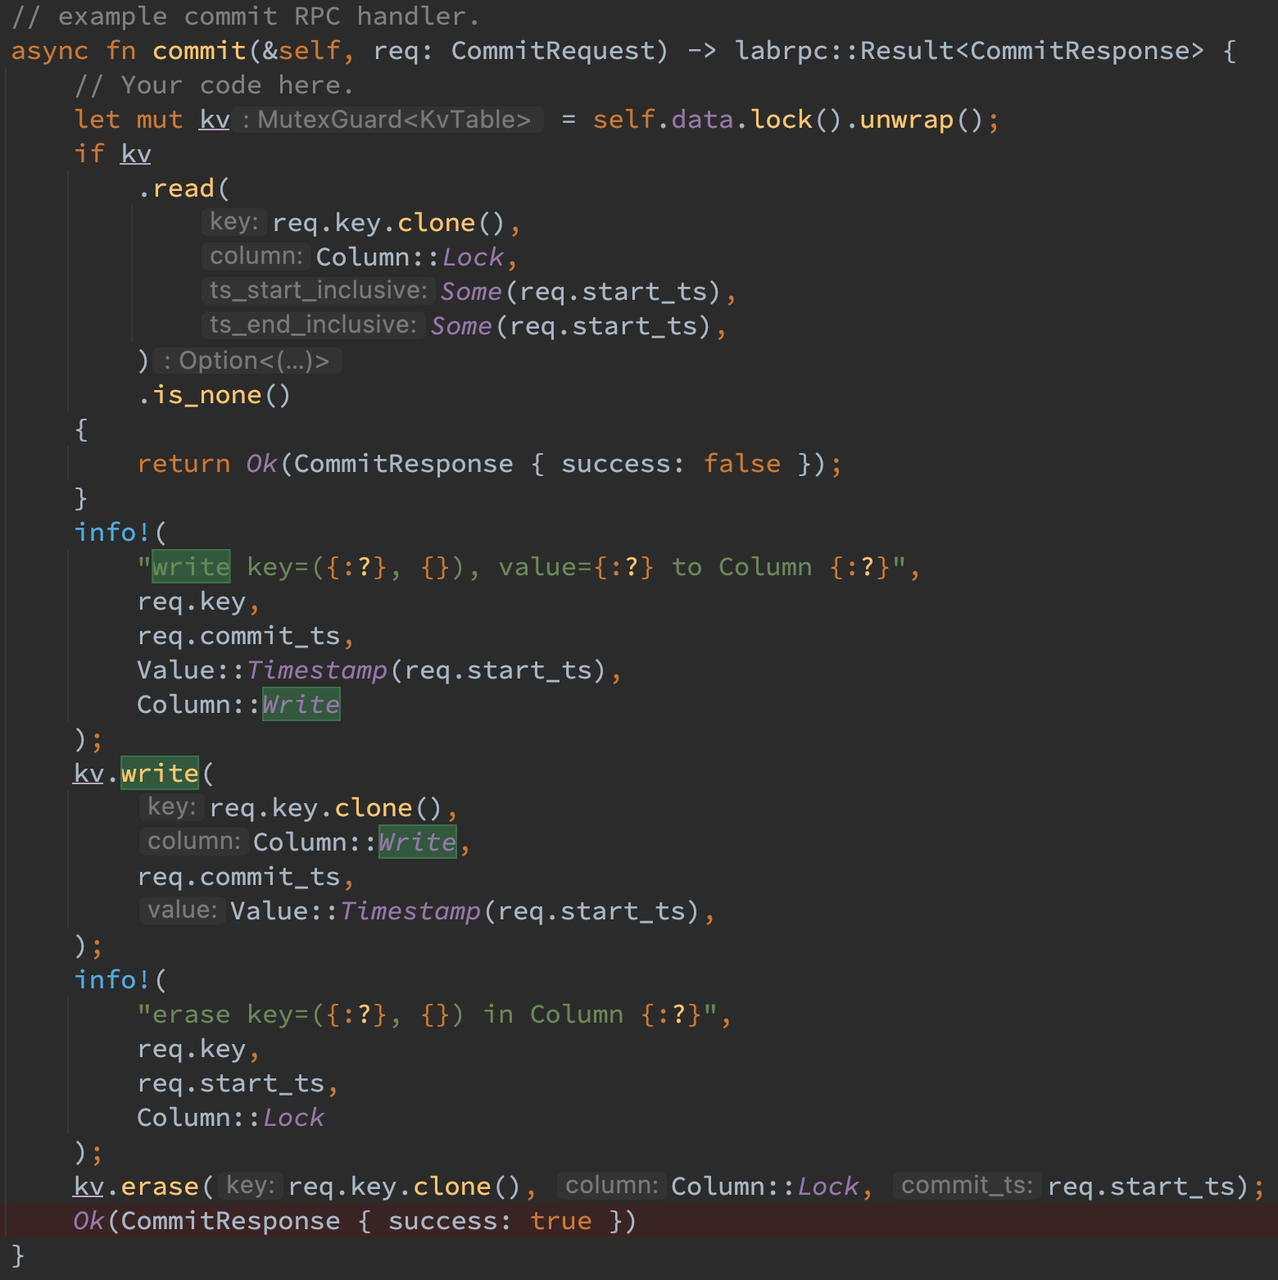 // example commit RPC handler.
async fn commit(&self, req: CommitRequest) -> labrpc::Result<CommitResponse> {
    // Your code here.
    let mut kv : MutexGuard<KvTable> = self.data.lock().unwrap();
    if kv
        .read(
            key: req.key.clone(),
            column: Column::Lock,
            ts_start_inclusive: Some(req.start_ts),
            ts_end_inclusive: Some(req.start_ts),
        ) : Option<(...)>
        .is_none()
    {
        return Ok(CommitResponse { success: false });
    }
    info!(
        "write key=({:?}, {}), value={:?} to Column {:?}",
        req.key,
        req.commit_ts,
        Value::Timestamp(req.start_ts),
        Column::Write
    );
    kv.write(
        key: req.key.clone(),
        column: Column::Write,
        req.commit_ts,
        value: Value::Timestamp(req.start_ts),
    );
    info!(
        "erase key=({:?}, {}) in Column {:?}",
        req.key,
        req.start_ts,
        Column::Lock
    );
    kv.erase( key: req.key.clone(), column: Column::Lock, commit_ts: req.start_ts);
    Ok(CommitResponse { success: true })
}